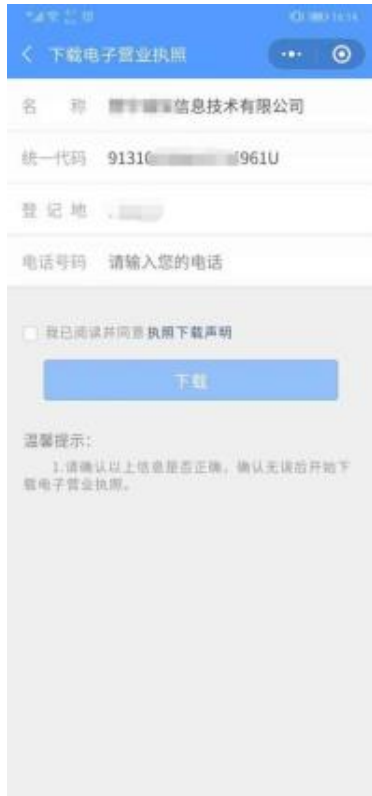 下载电子营业执照
名 称 信息技术有限公司
统一代码 9131 961U
登 记 地
电话号码 请输入您的电话
我已阅读并同意执照下载声明
下载
温馨提示:
1.请确认以上信息是否正确,确认无误后开始下
载电子营业执照。